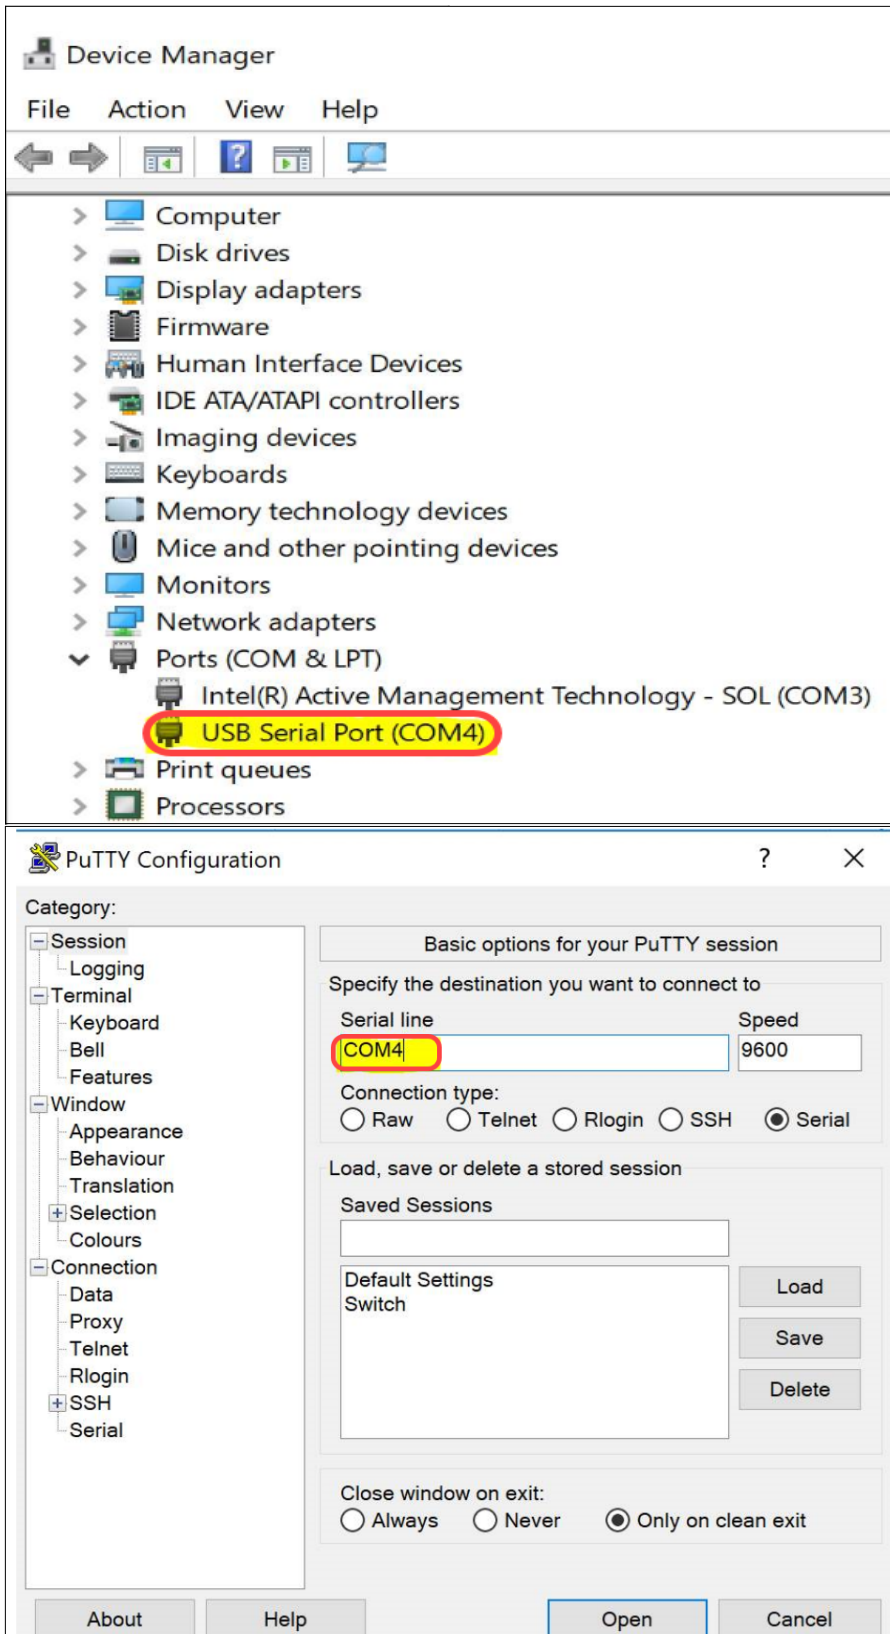 Device Manager
File Action View Help
Computer
Disk drives
Display adapters
Firmware
Human Interface Devices
IDE ATA/ATAPI controllers
Imaging devices
Keyboards
Memory technology devices
Mice and other pointing devices
Monitors
Network adapters
Ports (COM & LPT)
Intel(R) Active Management Technology - SOL (COM3)
USB Serial Port (COM4)
Print queues
Processors
PuTTY Configuration ? X
Category:
Session
Logging
Terminal
Keyboard
Bell
Features
Window
Appearance
Behaviour
Translation
Selection
Colours
Connection
Data
Proxy
Telnet
Rlogin
SSH
Serial
Basic options for your PuTTY session
Specify the destination you want to connect to
Serial line Speed
COM4 9600
Connection type:
Raw Telnet Rlogin SSH Serial
Load, save or delete a stored session
Saved Sessions
Default Settings
Switch
Load
Save
Delete
Close window on exit:
Always Never Only on clean exit
About Help Open Cancel